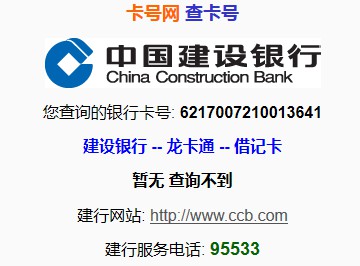 卡号网 查卡号
中国建设银行
China Construction Bank
您查询的银行卡号: 6217007210013641
建设银行 -- 龙卡通 -- 借记卡
暂无 查询不到
建行网站: http://www.ccb.com
建行服务电话: 95533